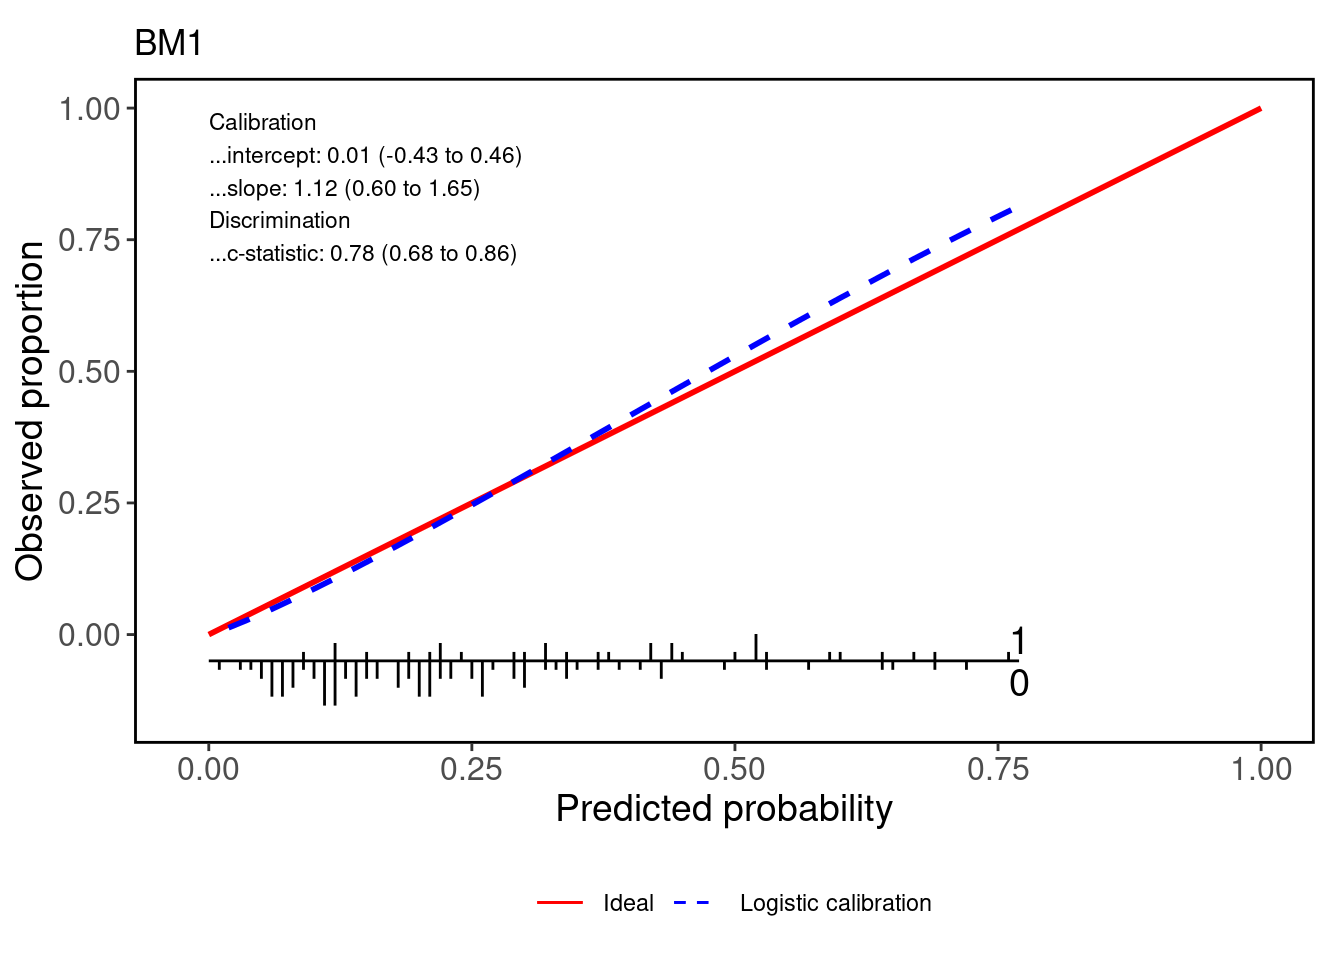 BM1
Calibration
...intercept: 0.01 (-0.43 to 0.46)
...slope: 1.12 (0.60 to 1.65)
Discrimination
...c-statistic: 0.78 (0.68 to 0.86)
Observed proportion
1.00
0.75
0.50
0.25
0.00
1
0
0.00 0.25 0.50 0.75 1.00
Predicted probability
Ideal Logistic calibration